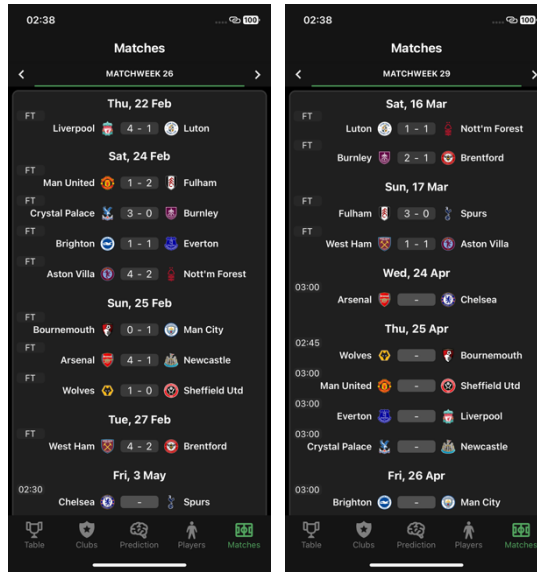 02:38
100
Matches
MATCHWEEK 26
Thu, 22 Feb
FT
Liverpool 4 - 1 Luton
Sat, 24 Feb
FT
Man United 1 - 2 Fulham
FT
Crystal Palace 3 - 0 Burnley
FT
Brighton 1 - 1 Everton
FT
Aston Villa 4 - 2 Nott'm Forest
Sun, 25 Feb
FT
Bournemouth 0 - 1 Man City
FT
Arsenal 4 - 1 Newcastle
FT
Wolves 1 - 0 Sheffield Utd
Tue, 27 Feb
FT
West Ham 4 - 2 Brentford
Fri, 3 May
02:30
Chelsea - Spurs
Table Clubs Prediction Players Matches
02:38
100
Matches
MATCHWEEK 29
Sat, 16 Mar
FT
Luton 1 - 1 Nott'm Forest
FT
Burnley 2 - 1 Brentford
Sun, 17 Mar
FT
Fulham 3 - 0 Spurs
FT
West Ham 1 - 1 Aston Villa
Wed, 24 Apr
03:00
Arsenal - Chelsea
Thu, 25 Apr
02:45
Wolves - Bournemouth
03:00
Man United - Sheffield Utd
03:00
Everton - Liverpool
03:00
Crystal Palace - Newcastle
Fri, 26 Apr
03:00
Brighton - Man City
Table Clubs Prediction Players Matches